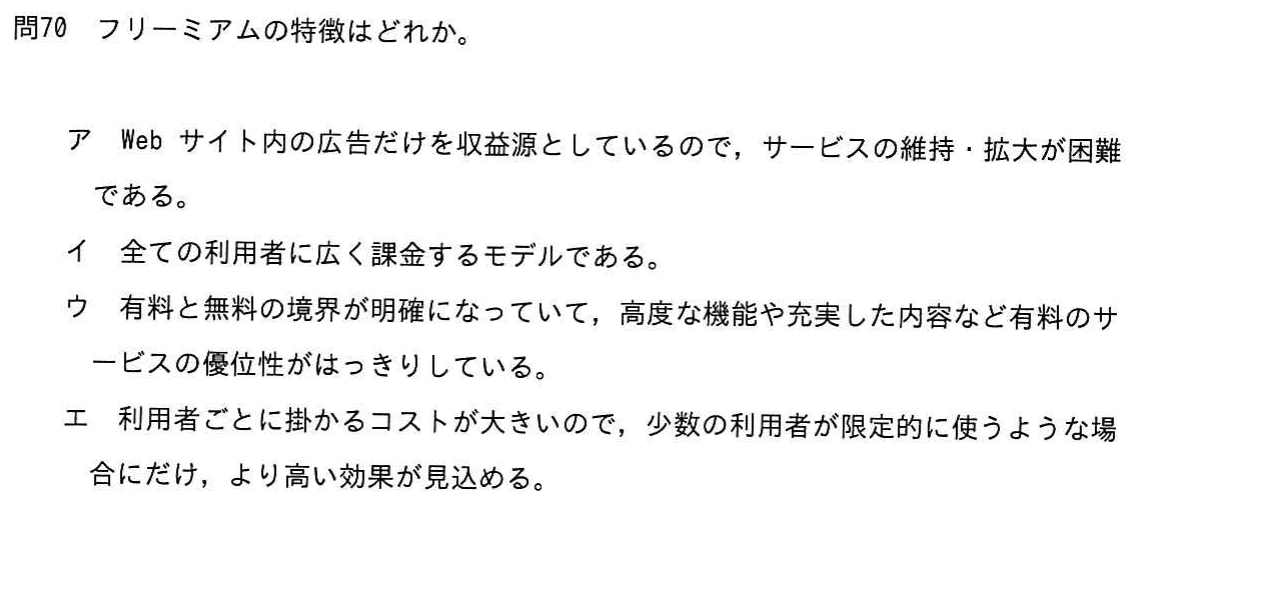 問70　フリーミアムの特徴はどれか。
ア　Web サイト内の広告だけを収益源としているので，サービスの維持・拡大が困難
である。
イ　全ての利用者に広く課金するモデルである。
ウ　有料と無料の境界が明確になっていて，高度な機能や充実した内容など有料のサ
ービスの優位性がはっきりしている。
エ　利用者ごとに掛かるコストが大きいので，少数の利用者が限定的に使うような場
合にだけ，より高い効果が見込める。